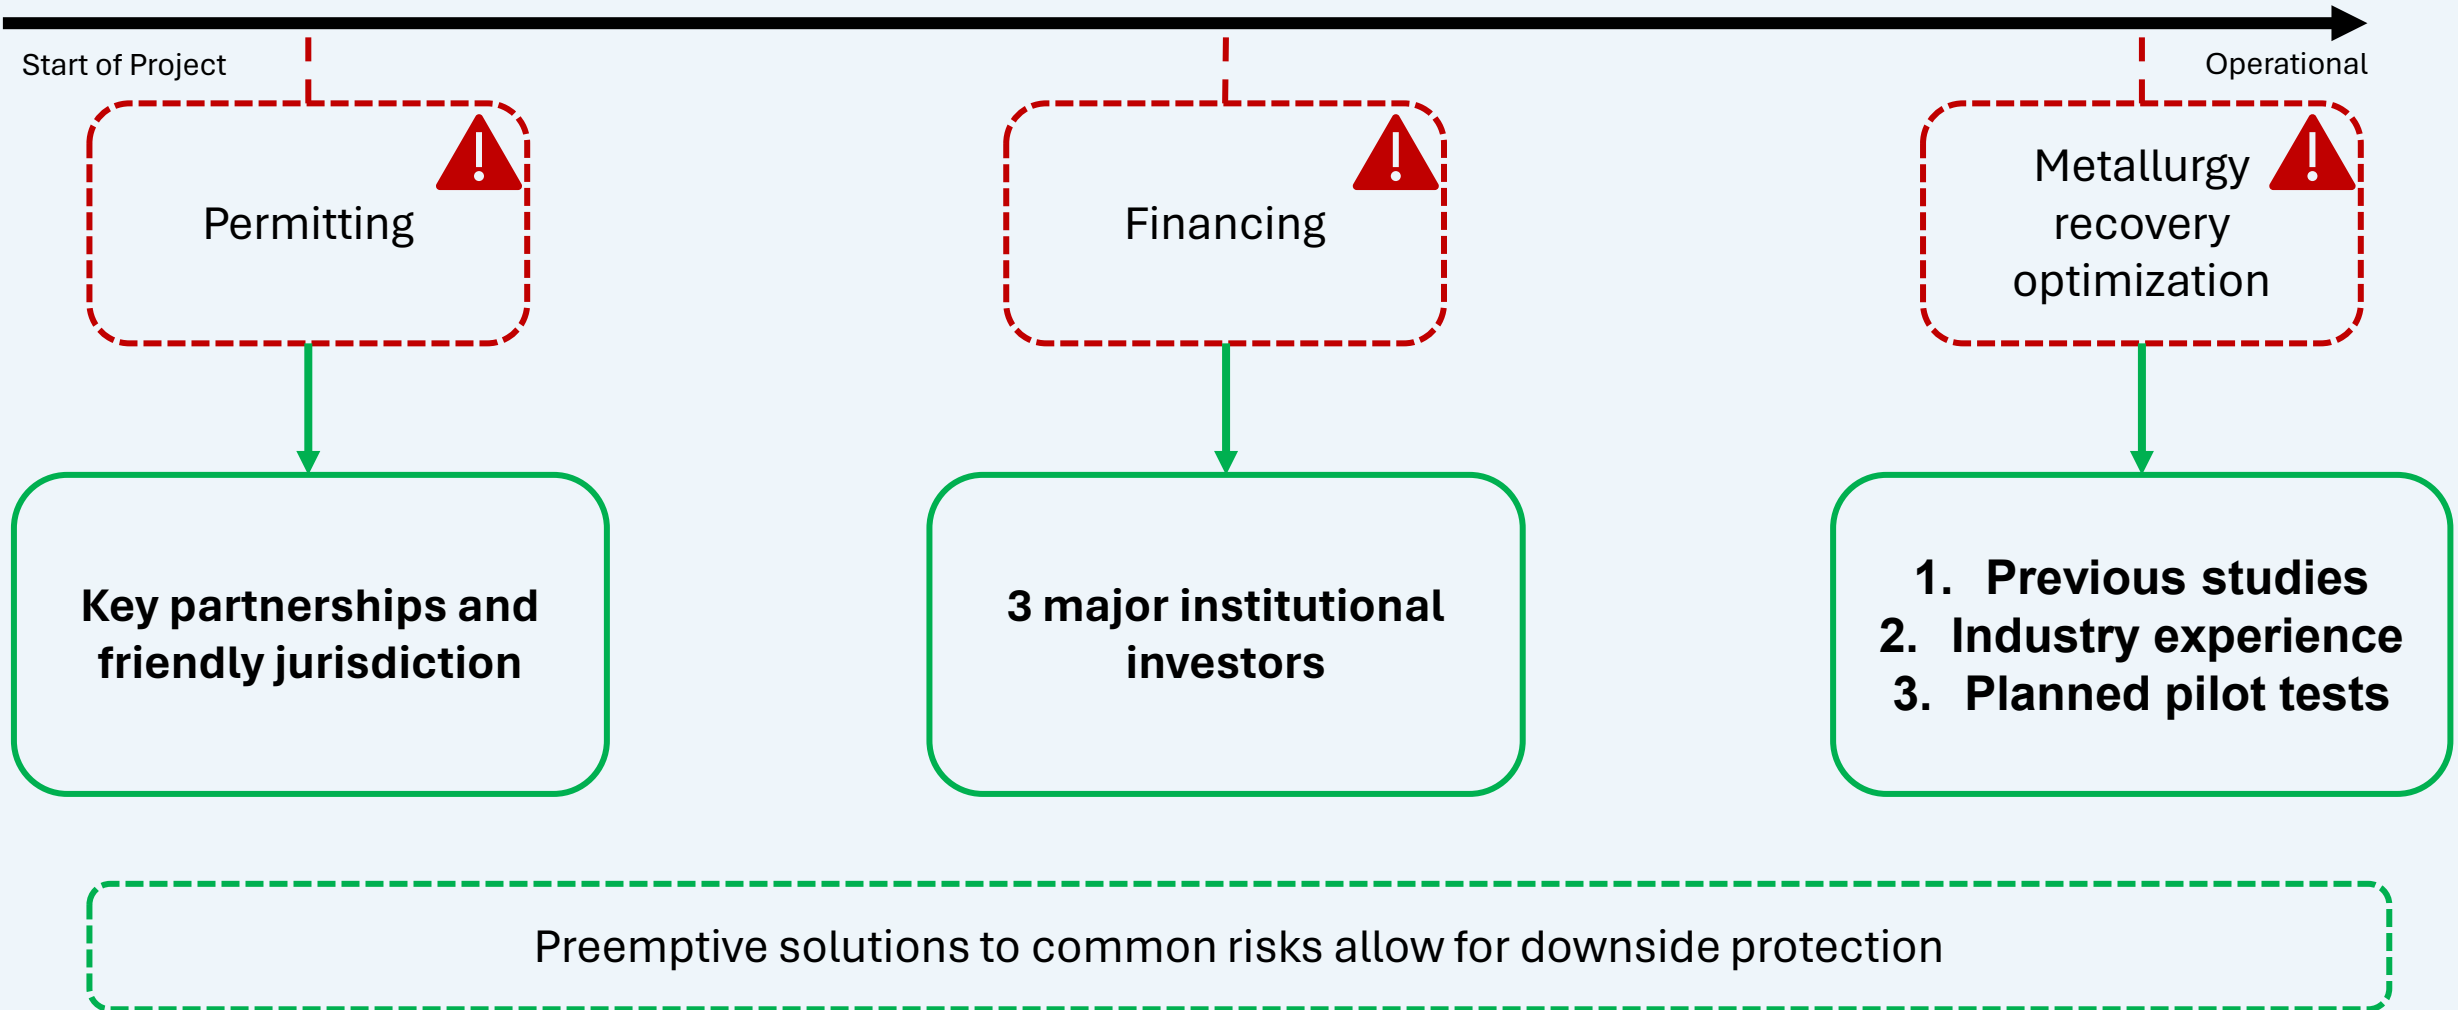 Start of Project
Operational
Permitting
Financing
Metallurgy
recovery
optimization
Key partnerships and
friendly jurisdiction
3 major institutional
investors
1. Previous studies
2. Industry experience
3. Planned pilot tests
Preemptive solutions to common risks allow for downside protection